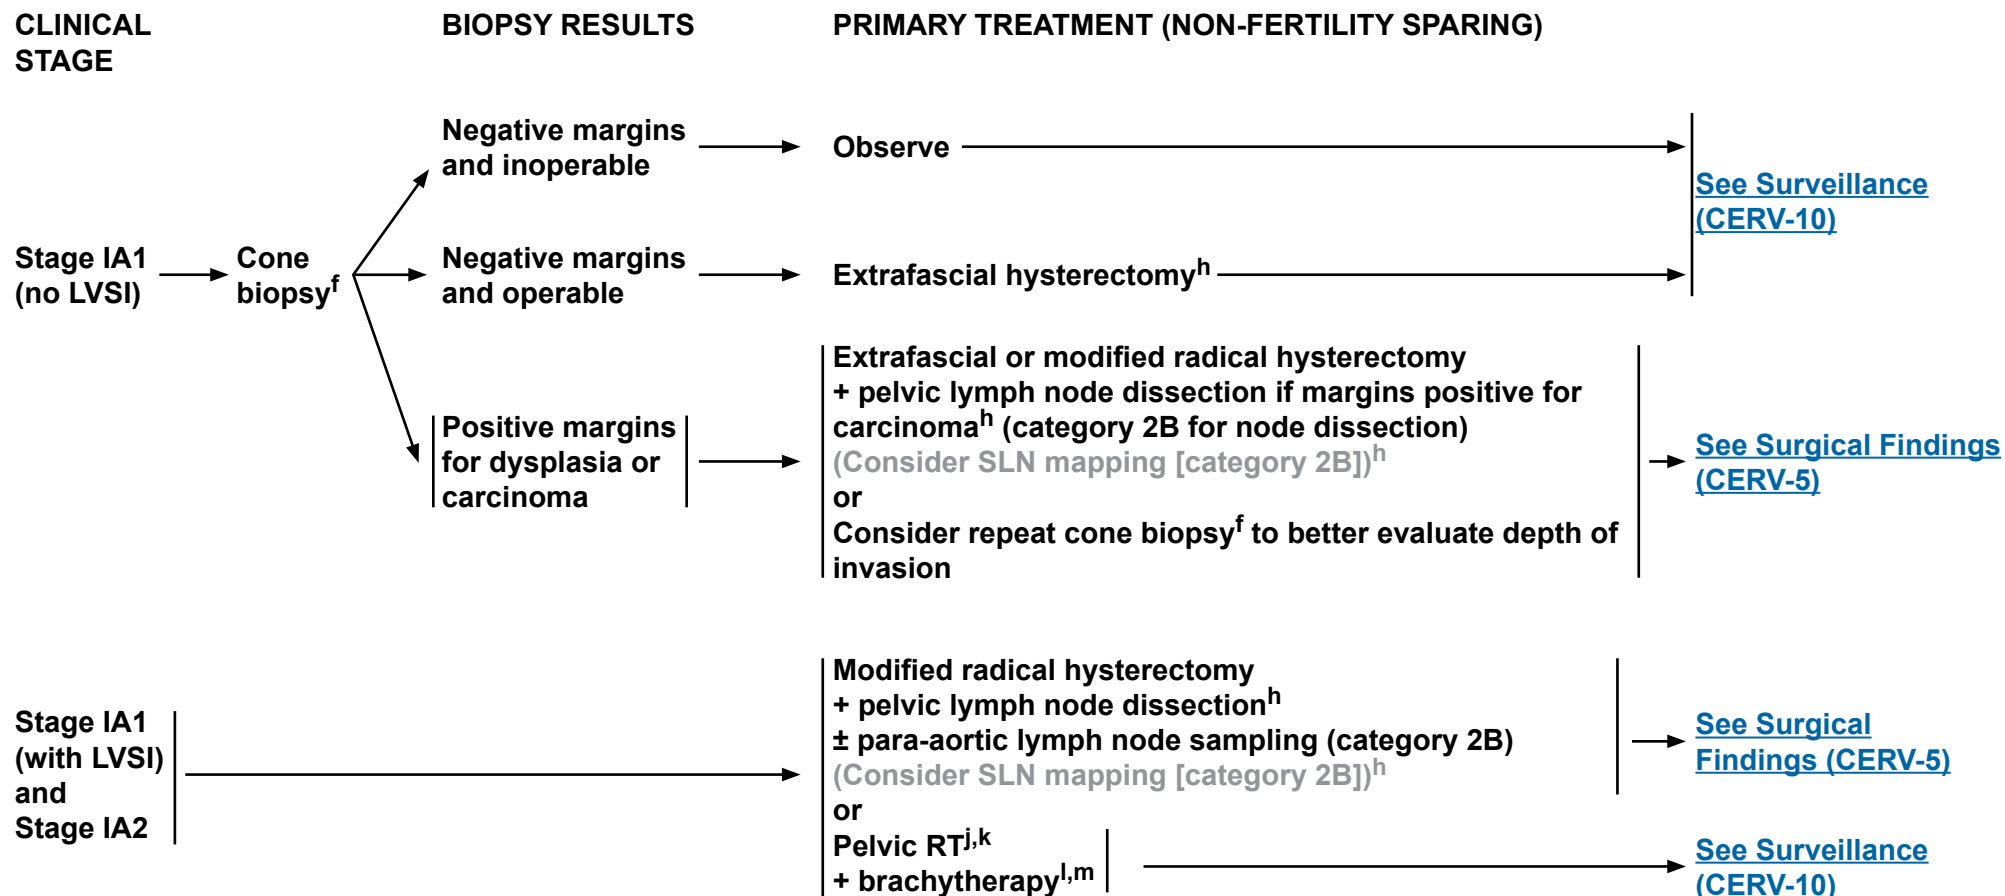 CLINICAL
STAGE
BIOPSY RESULTS
PRIMARY TREATMENT (NON-FERTILITY SPARING)
Stage IA1
(no LVSI)
Cone
biopsyf
Negative margins
and inoperable
Observe
See Surveillance
(CERV-10)
Negative margins
and operable
Extrafascial hysterectomyh
Positive margins
for dysplasia or
carcinoma
Extrafascial or modified radical hysterectomy
+ pelvic lymph node dissection if margins positive for
carcinomah (category 2B for node dissection)
(Consider SLN mapping [category 2B])h
or
Consider repeat cone biopsyf to better evaluate depth of
invasion
See Surgical Findings
(CERV-5)
Stage IA1
(with LVSI)
and
Stage IA2
Modified radical hysterectomy
+ pelvic lymph node dissectionh
± para-aortic lymph node sampling (category 2B)
(Consider SLN mapping [category 2B])h
or
Pelvic RTj,k
+ brachytherapyl,m
See Surgical
Findings (CERV-5)
See Surveillance
(CERV-10)